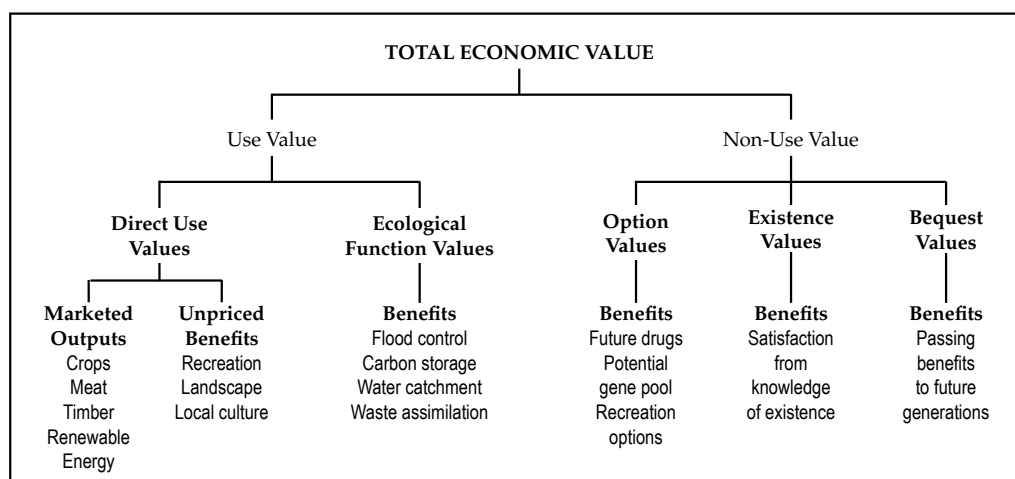 TOTAL ECONOMIC VALUE
Use Value
Non-Use Value
Direct Use
Values
Ecological
Function Values
Option
Values
Existence
Values
Bequest
Values
Marketed
Outputs
Crops
Meat
Timber
Renewable
Energy
Unpriced
Benefits
Recreation
Landscape
Local culture
Benefits
Flood control
Carbon storage
Water catchment
Waste assimilation
Benefits
Future drugs
Potential
gene pool
Recreation
options
Benefits
Satisfaction
from
knowledge
of existence
Benefits
Passing
benefits
to future
generations